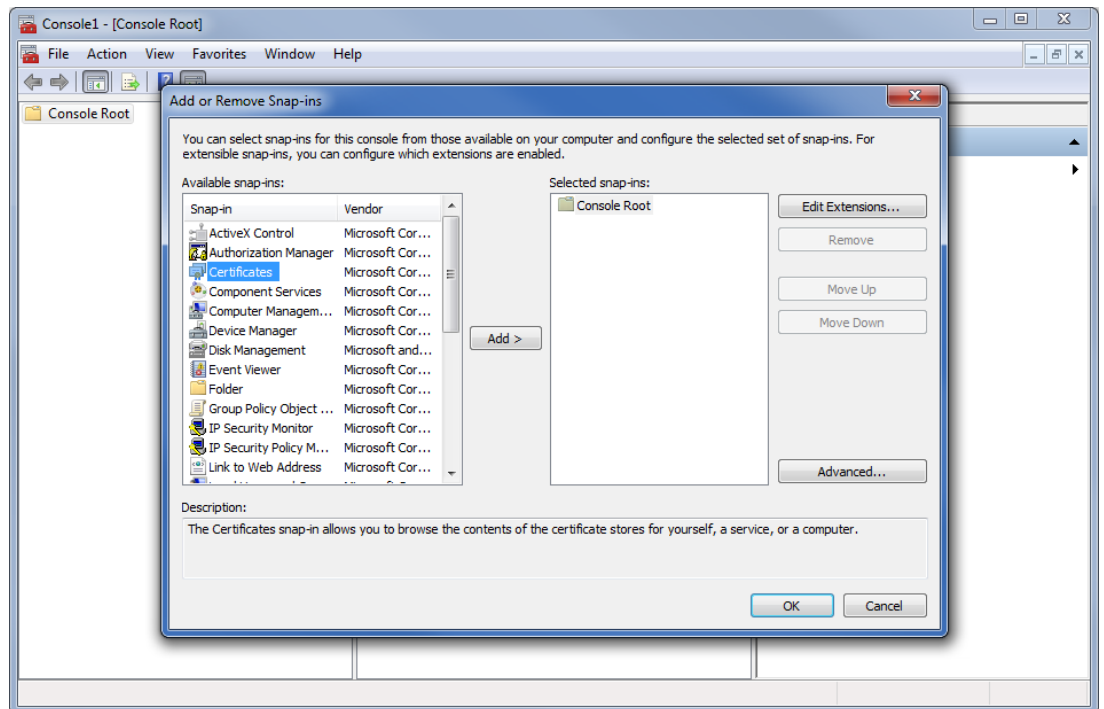 Console1 - [Console Root]
File Action View Favorites Window Help
Console Root
Add or Remove Snap-ins
You can select snap-ins for this console from those available on your computer and configure the selected set of snap-ins. For
extensible snap-ins, you can configure which extensions are enabled.
Available snap-ins:
Snap-in Vendor
ActiveX Control Microsoft Cor...
Authorization Manager Microsoft Cor...
Certificates Microsoft Cor...
Component Services Microsoft Cor...
Computer Managem... Microsoft Cor...
Device Manager Microsoft Cor...
Disk Management Microsoft and...
Event Viewer Microsoft Cor...
Folder Microsoft Cor...
Group Policy Object ... Microsoft Cor...
IP Security Monitor Microsoft Cor...
IP Security Policy M... Microsoft Cor...
Link to Web Address Microsoft Cor...
Add >
Selected snap-ins:
Console Root
Edit Extensions...
Remove
Move Up
Move Down
Advanced...
Description:
The Certificates snap-in allows you to browse the contents of the certificate stores for yourself, a service, or a computer.
OK Cancel